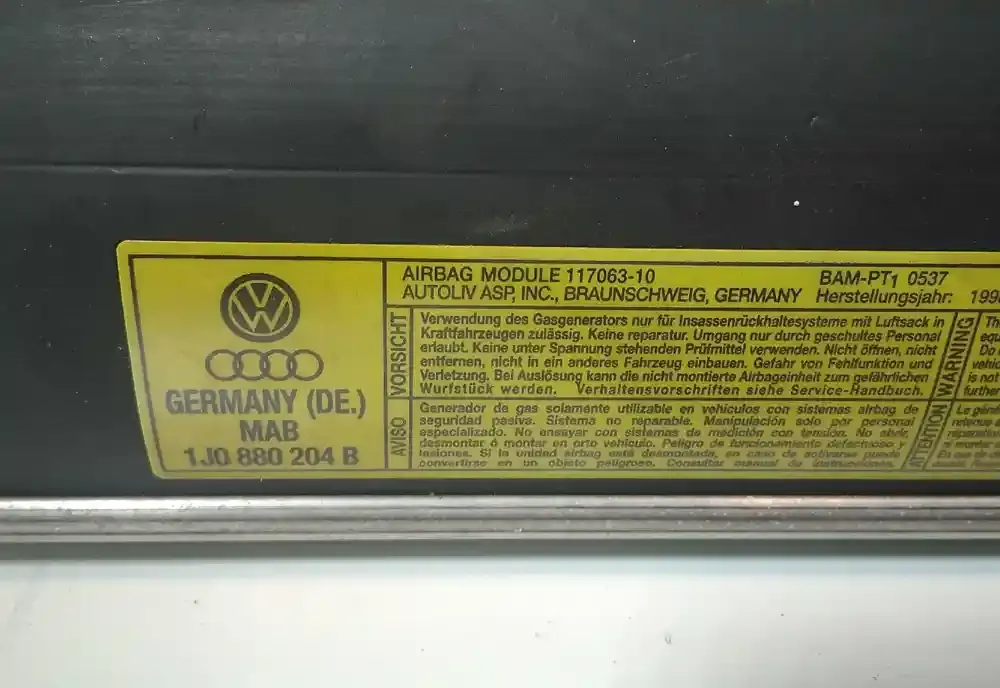 GERMANY (DE.)
MAB
1J0 880 204 B
AIRBAG MODULE 117063-10
AUTOLIV ASP, INC., BRAUNSCHWEIG, GERMANY
BAM-PT1 0537
Herstellungsjahr: 199
VORSICHT
Verwendung des Gasgenerators nur für Insassenrückhaltesysteme mit Luftsack in
Kraftfahrzeugen zulässig. Keine reparatur. Umgang nur durch geschultes Personal
erlaubt. Keine unter Spannung stehenden Prüfmittel verwenden. Nicht öffnen, nicht
entfernen, nicht in ein anderes Fahrzeug einbauen. Gefahr von Fehlfunktion und
Verletzung. Bei Auslösung kann die nicht montierte Airbageinheit zum gefährlichen
Wurfstück werden. Verhaltensvorschriften siehe Service-Handbuch.
AVISO
Generador de gas solamente utilizable en vehiculos con sistemas airbag de
seguridad pasiva. Sistema no reparable. Manipulación solo por personal
especializado. No ensayar con sistemas de medición con tensión. No abrir,
desmontar ó montar en otro vehiculo. Peligro de funcionamiento defectuoso y
lesiones. Si la unidad airbag está desmontada, en caso de activarse puede
convertirse en un objeto peligroso. Consultar manual de instrucciones.
WARNING
ATTENTION